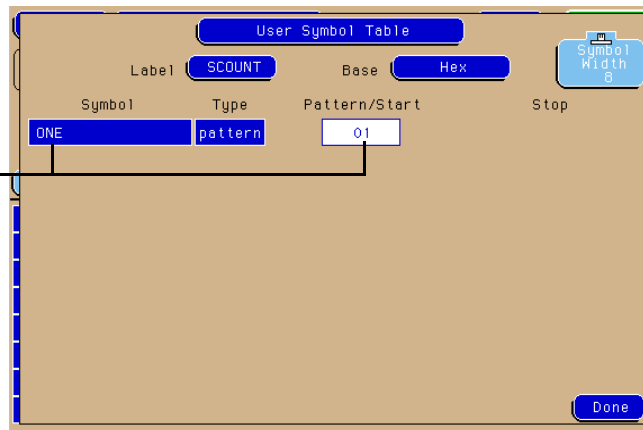 User Symbol Table
Label SCOUNT Base Hex
Symbol
Width
8
Symbol Type Pattern/Start Stop
ONE pattern 01
Done